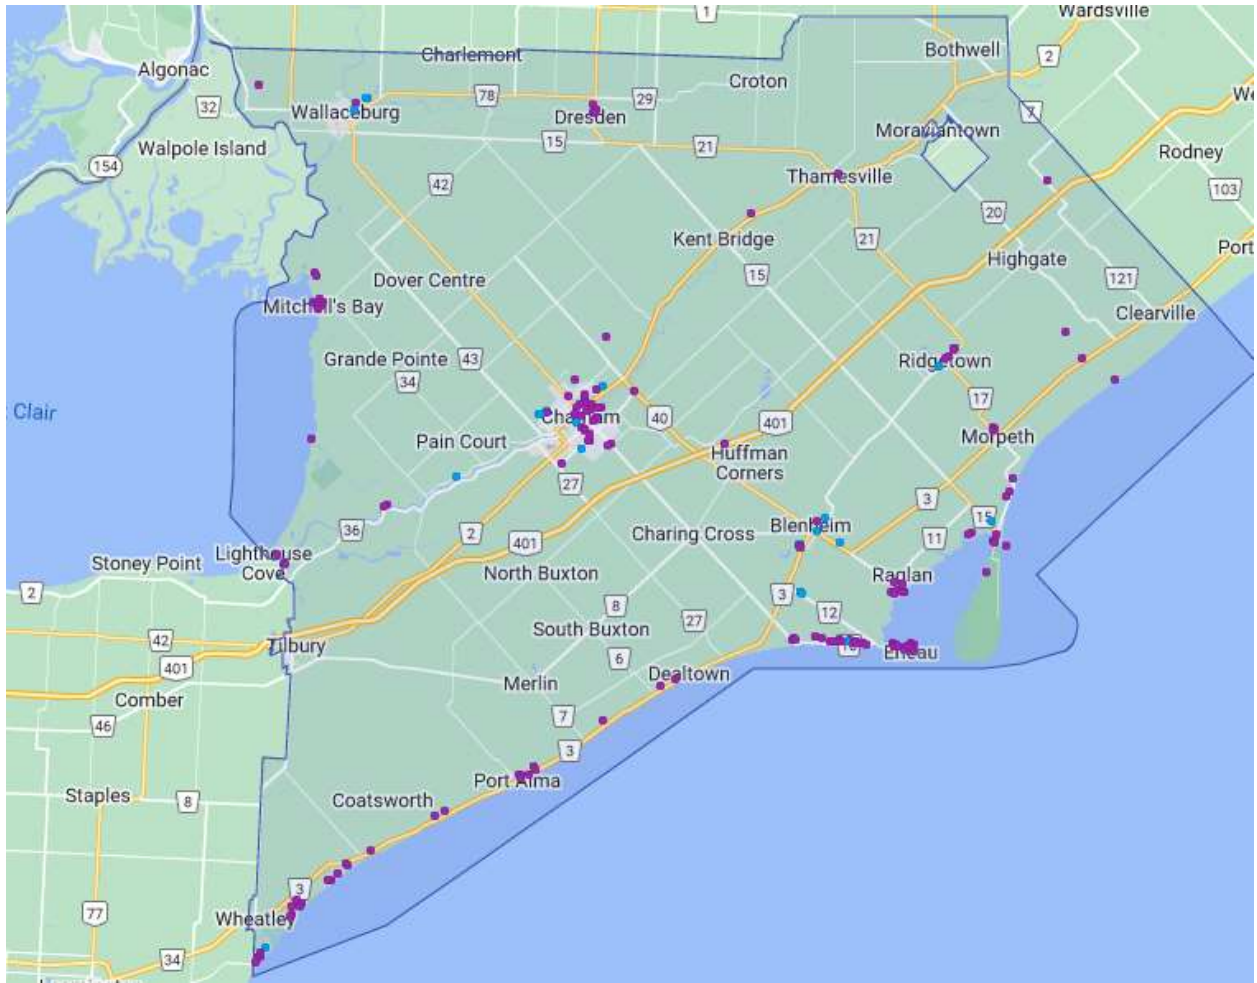 Wardsville
1
Bothwell
2
Charlemont
Algonac
Croton
78
29
32
Wallaceburg
Dresden
7
Moraviantown
15
21
Walpole Island
Rodney
154
Thamesville
42
103
20
Kent Bridge
21
Port
15
Highgate
Dover Centre
121
Mitchell's Bay
Clearville
43
Grande Pointe
Ridgetown
34
17
Clair
40
401
Chatham
Morpeth
Pain Court
Huffman
Corners
27
3
15
36
2
Blenheim
Charing Cross
11
401
Lighthouse
Cove
Stoney Point
North Buxton
Raglan
2
3
8
12
27
South Buxton
42
Tilbury
Erieau
6
401
Dealtown
Merlin
Comber
7
46
3
Port Alma
Staples
8
Coatsworth
3
77
Wheatley
34